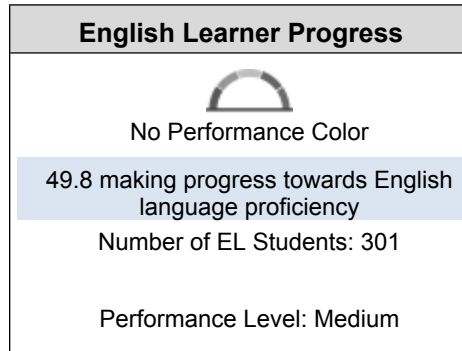 English Learner Progress
No Performance Color
49.8 making progress towards English
language proficiency
Number of EL Students: 301
Performance Level: Medium